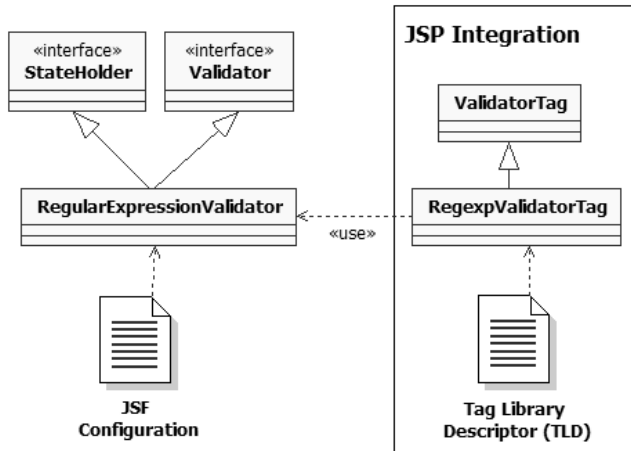 JSP Integration
«interface»
StateHolder
«interface»
Validator
ValidatorTag
RegularExpressionValidator
RegexpValidatorTag
«use»
JSF
Configuration
Tag Library
Descriptor (TLD)